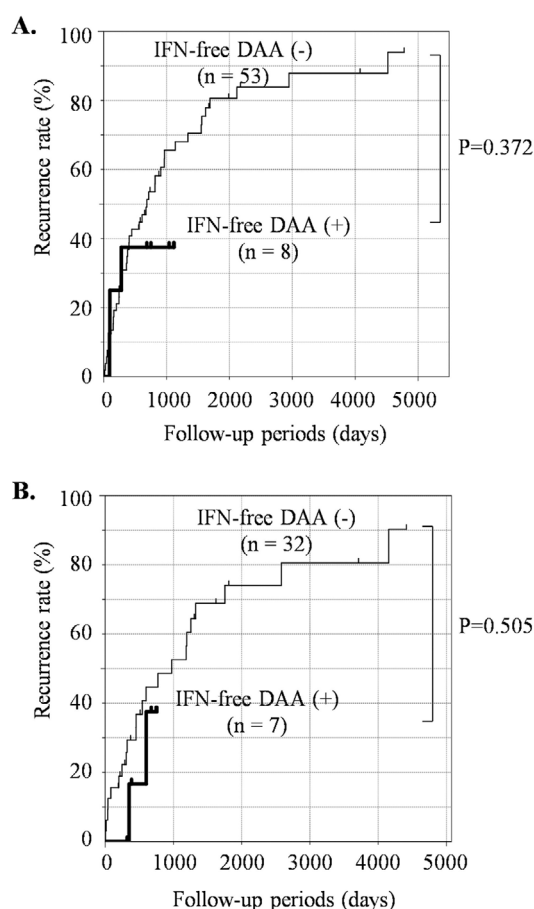 A.
100
80
60
40
20
0
Recurrence rate (%)
IFN-free DAA (-)
(n = 53)
IFN-free DAA (+)
(n = 8)
P=0.372
0 1000 2000 3000 4000 5000
Follow-up periods (days)
B.
100
80
60
40
20
0
Recurrence rate (%)
IFN-free DAA (-)
(n = 32)
IFN-free DAA (+)
(n = 7)
P=0.505
0 1000 2000 3000 4000 5000
Follow-up periods (days)